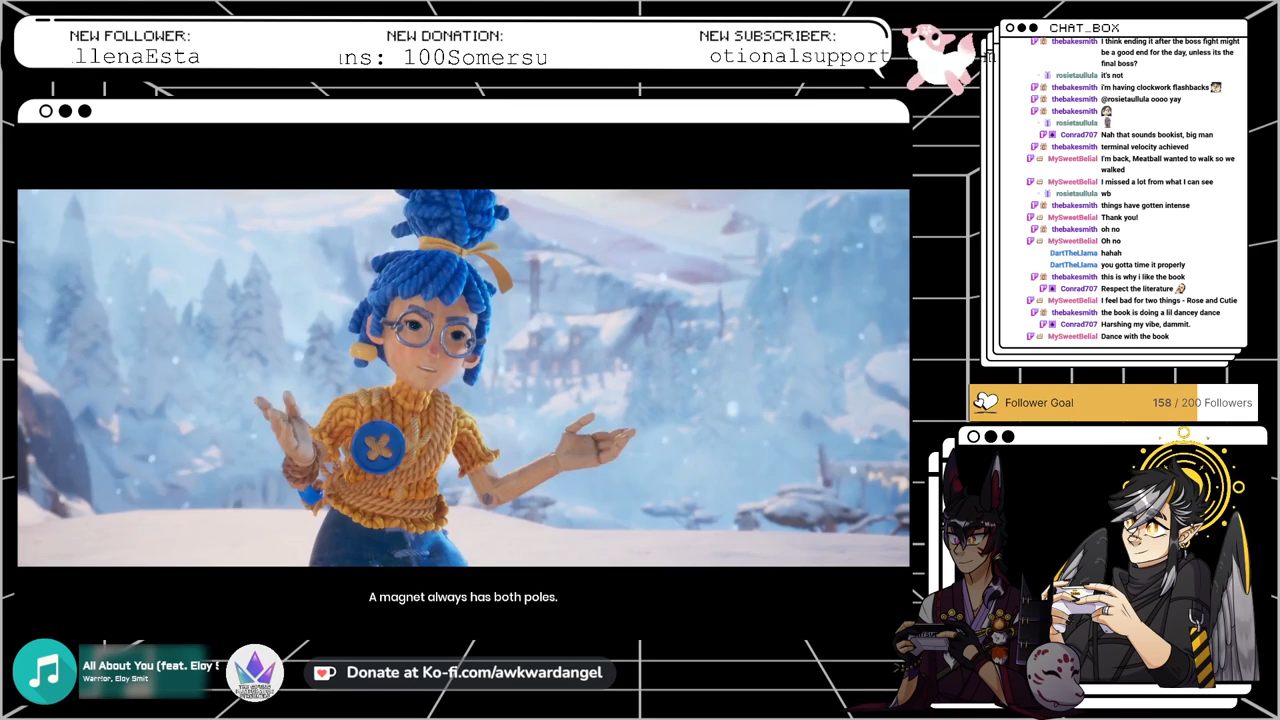 NEW FOLLOWER:
llenaEsta
NEW DONATION:
ns: 100Somersu
NEW SUBSCRIBER:
otionalsupport
m
CHAT_BOX
thebakesmith I think ending it after the boss fight might
be a good end for the day, unless its the
final boss?
rosietaullula it's not
thebakesmith i'm having clockwork flashbacks
thebakesmith @rosietaullula oooo yay
thebakesmith
rosietaullula
Conrad707 Nah that sounds bookist, big man
thebakesmith terminal velocity achieved
MySweetBelial I'm back, Meatball wanted to walk so we
walked
MySweetBelial I missed a lot from what I can see
rosietaullula wb
thebakesmith things have gotten intense
MySweetBelial Thank you!
thebakesmith oh no
MySweetBelial Oh no
DartTheLlama hahah
DartTheLlama you gotta time it properly
thebakesmith this is why i like the book
Conrad707 Respect the literature
MySweetBelial I feel bad for two things - Rose and Cutie
thebakesmith the book is doing a lil dancey dance
Conrad707 Harshing my vibe, dammit.
MySweetBelial Dance with the book
Follower Goal
158 / 200 Followers
A magnet always has both poles.
All About You (feat. Eloy S
Warr!or, Eloy Smit
Donate at Ko-fi.com/awkwardangel